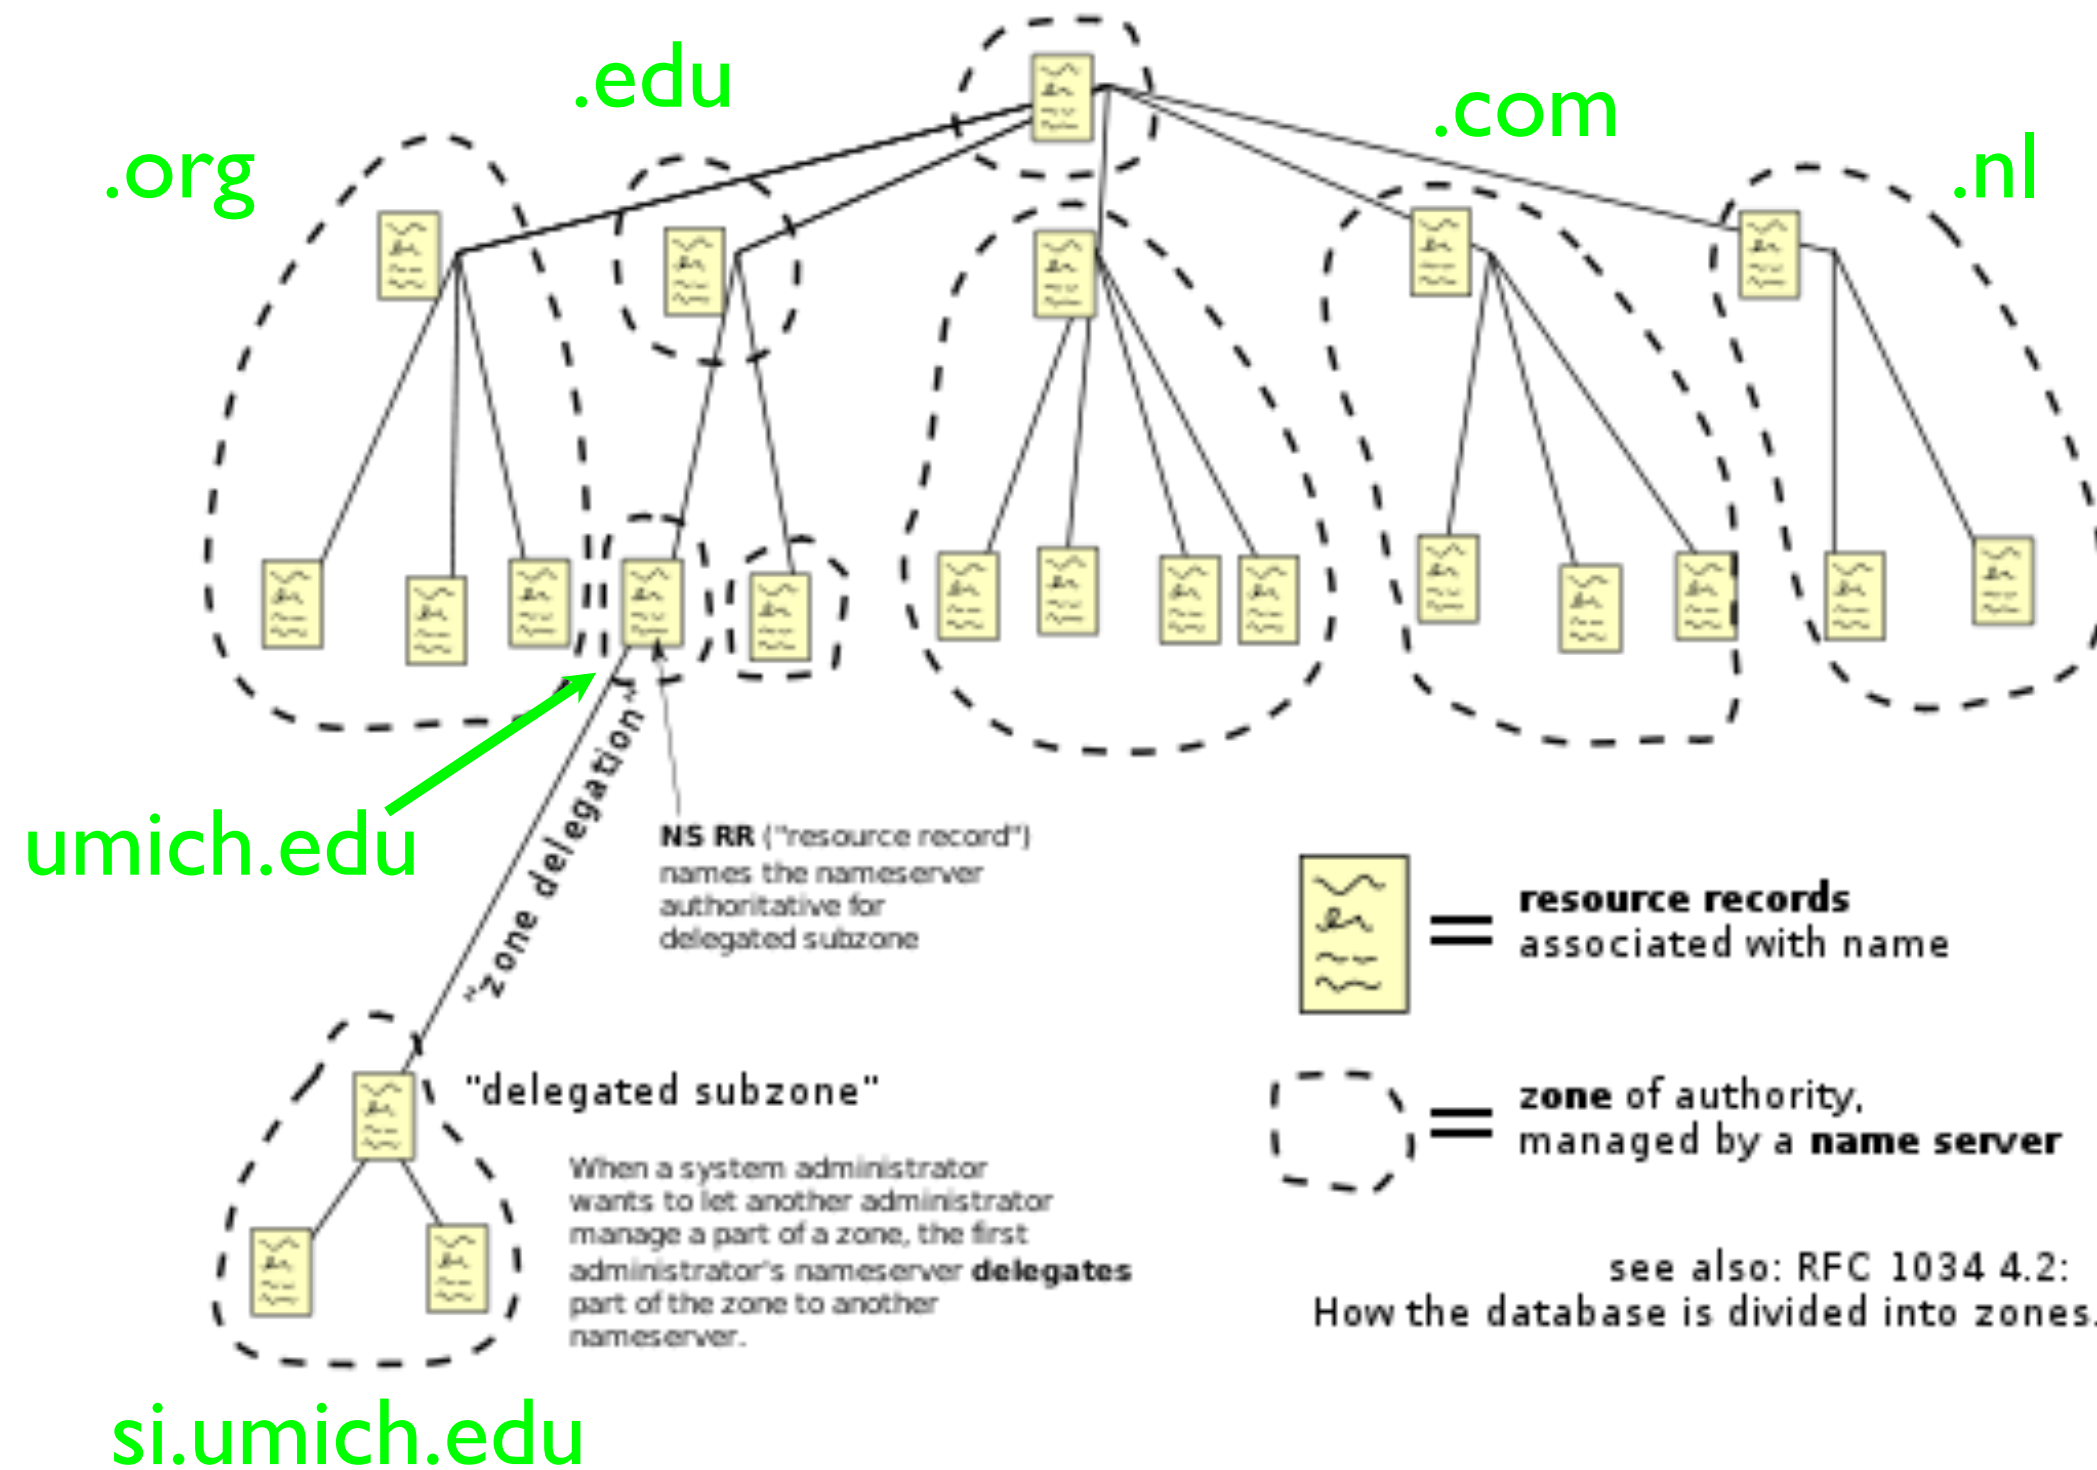 .edu
.com
.org
.nl
umich.edu
"zone delegation"
NS RR ("resource record")
names the nameserver
authoritative for
delegated subzone
resource records
associated with name
"delegated subzone"
zone of authority,
managed by a name server
When a system administrator
wants to let another administrator
manage a part of a zone, the first
administrator's nameserver delegates
part of the zone to another
nameserver.
see also: RFC 1034 4.2:
How the database is divided into zones.
si.umich.edu